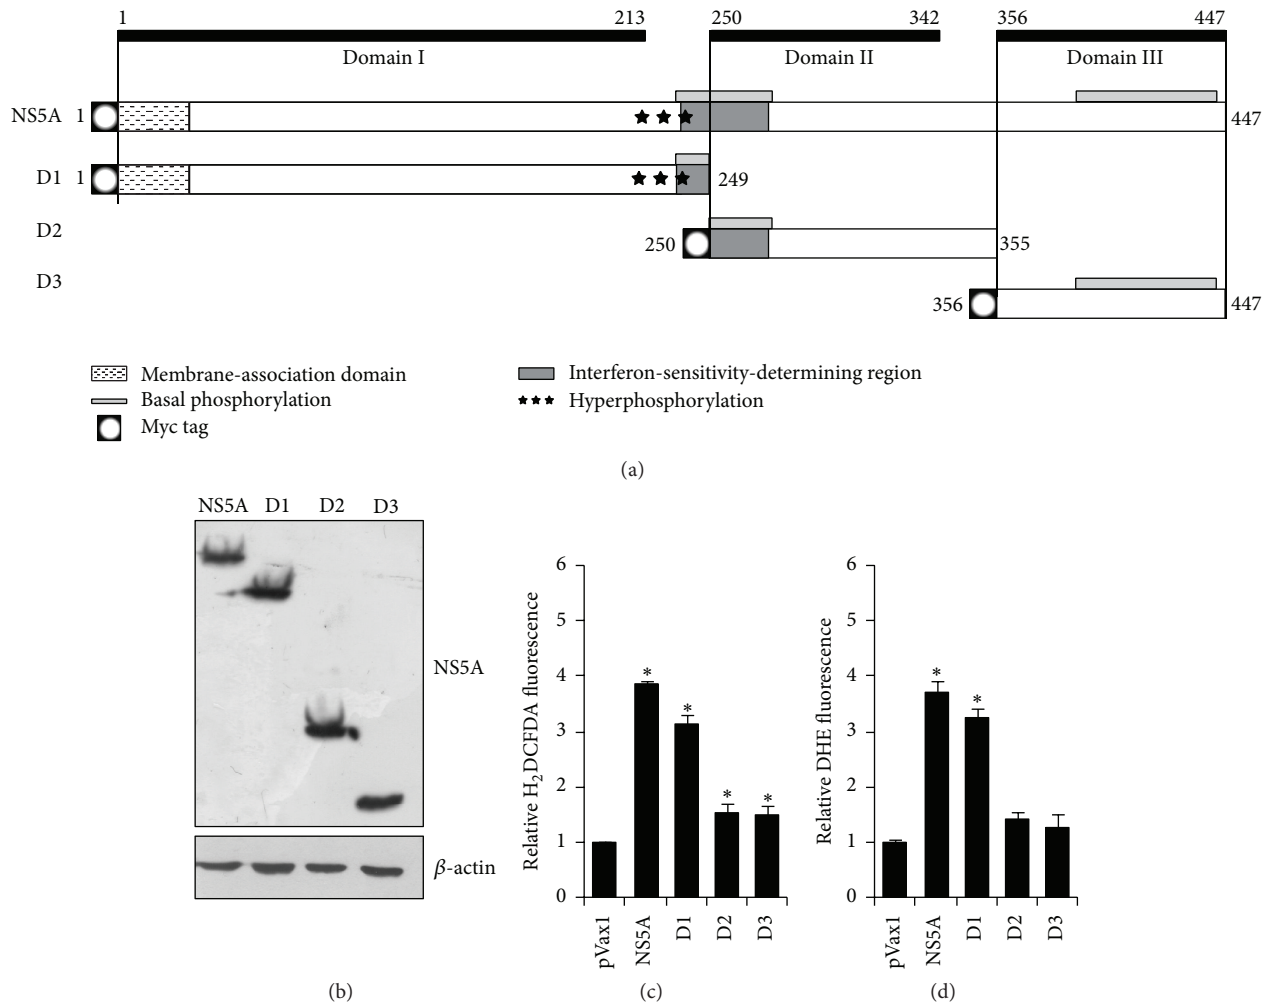 1 213 250 342 356 447
Domain I Domain II Domain III
NS5A 1 447
D1 1 249
D2 250 355
D3 356 447
Membrane-association domain
Basal phosphorylation
Myc tag
Interferon-sensitivity-determining region
Hyperphosphorylation
(a)
NS5A D1 D2 D3
NS5A
β-actin
(b)
Relative H₂DCFDA fluorescence
6
5
4
3
2
1
0
* * * *
pVax1 NS5A D1 D2 D3
(c)
Relative DHE fluorescence
6
5
4
3
2
1
0
* *
pVax1 NS5A D1 D2 D3
(d)